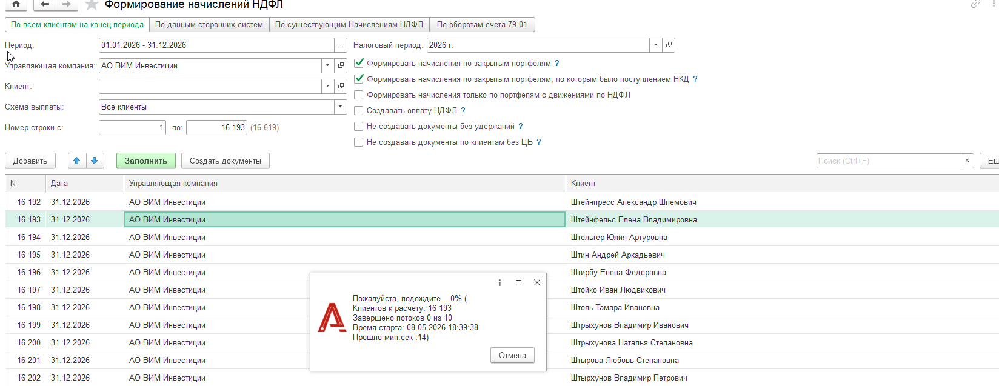 Формирование начислений НДФЛ
По всем клиентам на конец периода По данным сторонних систем По существующим Начислениям НДФЛ По оборотам счета 79.01
Период: 01.01.2026 - 31.12.2026 ... Налоговый период: 2026 г.
Управляющая компания: АО ВИМ Инвестиции
Формировать начисления по закрытым портфелям ?
Формировать начисления по закрытым портфелям, по которым было поступлением НКД ?
Клиент:
Формировать начисления только по портфелям с движениями по НДФЛ
Схема выплаты: Все клиенты
Создавать оплату НДФЛ ?
Номер строки с: 1 по: 16 193 (16 619)
Не создавать документы без удержаний ?
Не создавать документы по клиентам без ЦБ ?
Добавить Заполнить Создать документы Поиск (Ctrl+F) ×
N Дата Управляющая компания Клиент
16 192 31.12.2026 АО ВИМ Инвестиции Штейнпресс Александр Шлемович
16 193 31.12.2026 АО ВИМ Инвестиции Штейнфельс Елена Владимировна
16 194 31.12.2026 АО ВИМ Инвестиции Штельтер Юлия Артуровна
16 195 31.12.2026 АО ВИМ Инвестиции Штин Андрей Аркадьевич
16 196 31.12.2026 АО ВИМ Инвестиции Штирбу Елена Федоровна
16 197 31.12.2026 АО ВИМ Инвестиции Штойко Иван Людвикович
16 198 31.12.2026 АО ВИМ Инвестиции Штоль Тамара Ивановна
16 199 31.12.2026 АО ВИМ Инвестиции Штрыхунов Владимир Иванович
16 200 31.12.2026 АО ВИМ Инвестиции Штрыхунова Наталья Степановна
16 201 31.12.2026 АО ВИМ Инвестиции Штырова Любовь Степановна
16 202 31.12.2026 АО ВИМ Инвестиции Штырхунов Владимир Петрович
Пожалуйста, подождите... 0% (
Клиентов к расчету: 16 193
Завершено потоков 0 из 10
Время старта: 08.05.2026 18:39:38
Прошло мин:сек :14)
Отмена